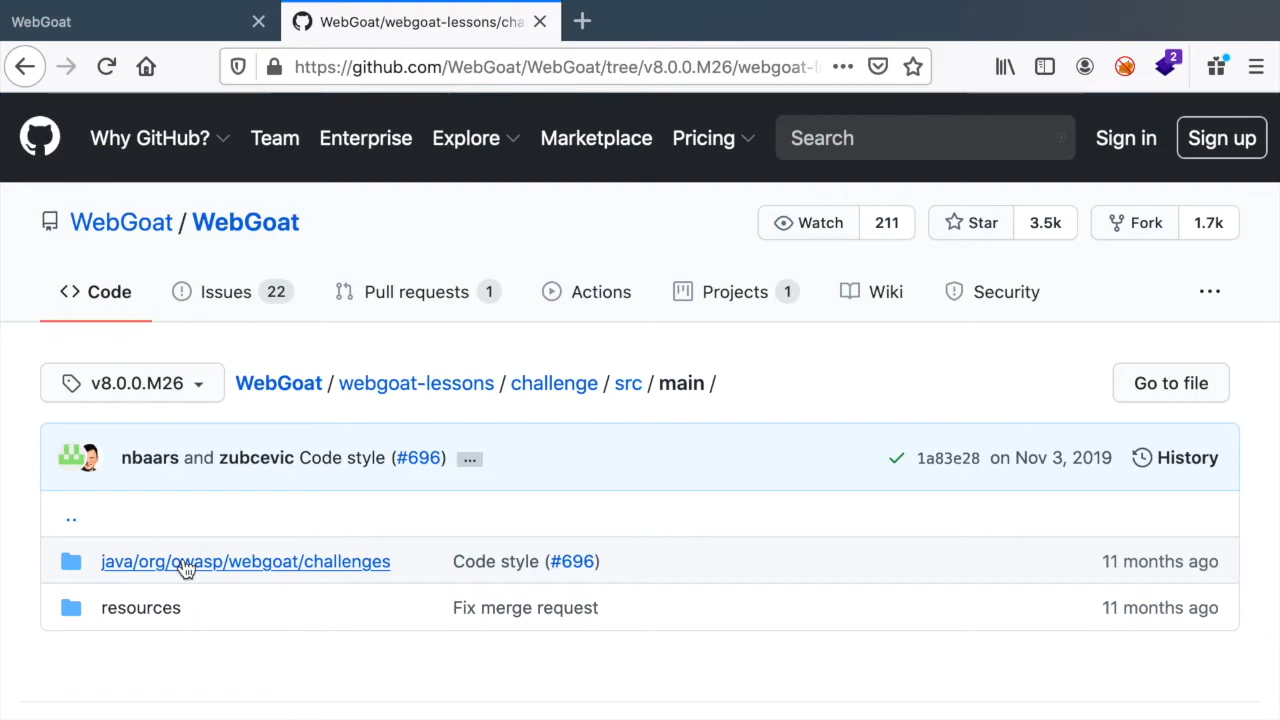 WebGoat
WebGoat/webgoat-lessons/cha
https://github.com/WebGoat/WebGoat/tree/v8.0.0.M26/webgoat-l
2
Why GitHub? Team Enterprise Explore Marketplace Pricing Search Sign in Sign up
WebGoat / WebGoat
Watch 211 Star 3.5k Fork 1.7k
Code Issues 22 Pull requests 1 Actions Projects 1 Wiki Security
v8.0.0.M26 WebGoat / webgoat-lessons / challenge / src / main / Go to file
nbaars and zubcevic Code style (#696) ... 1a83e28 on Nov 3, 2019 History
..
java/org/owasp/webgoat/challenges Code style (#696) 11 months ago
resources Fix merge request 11 months ago